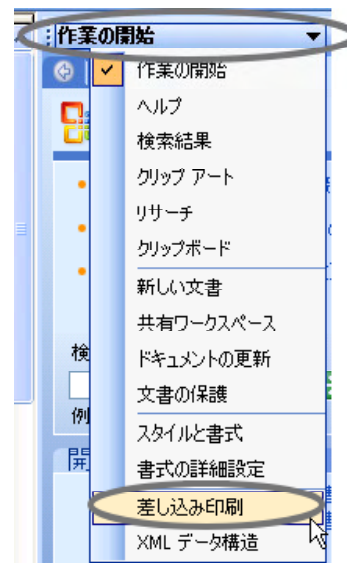 作業の開始
作業の開始
ヘルプ
検索結果
クリップ アート
リサーチ
クリップボード
新しい文書
共有ワークスペース
ドキュメントの更新
文書の保護
検
例
スタイルと書式
開
書式の詳細設定
差し込み印刷
XML データ構造